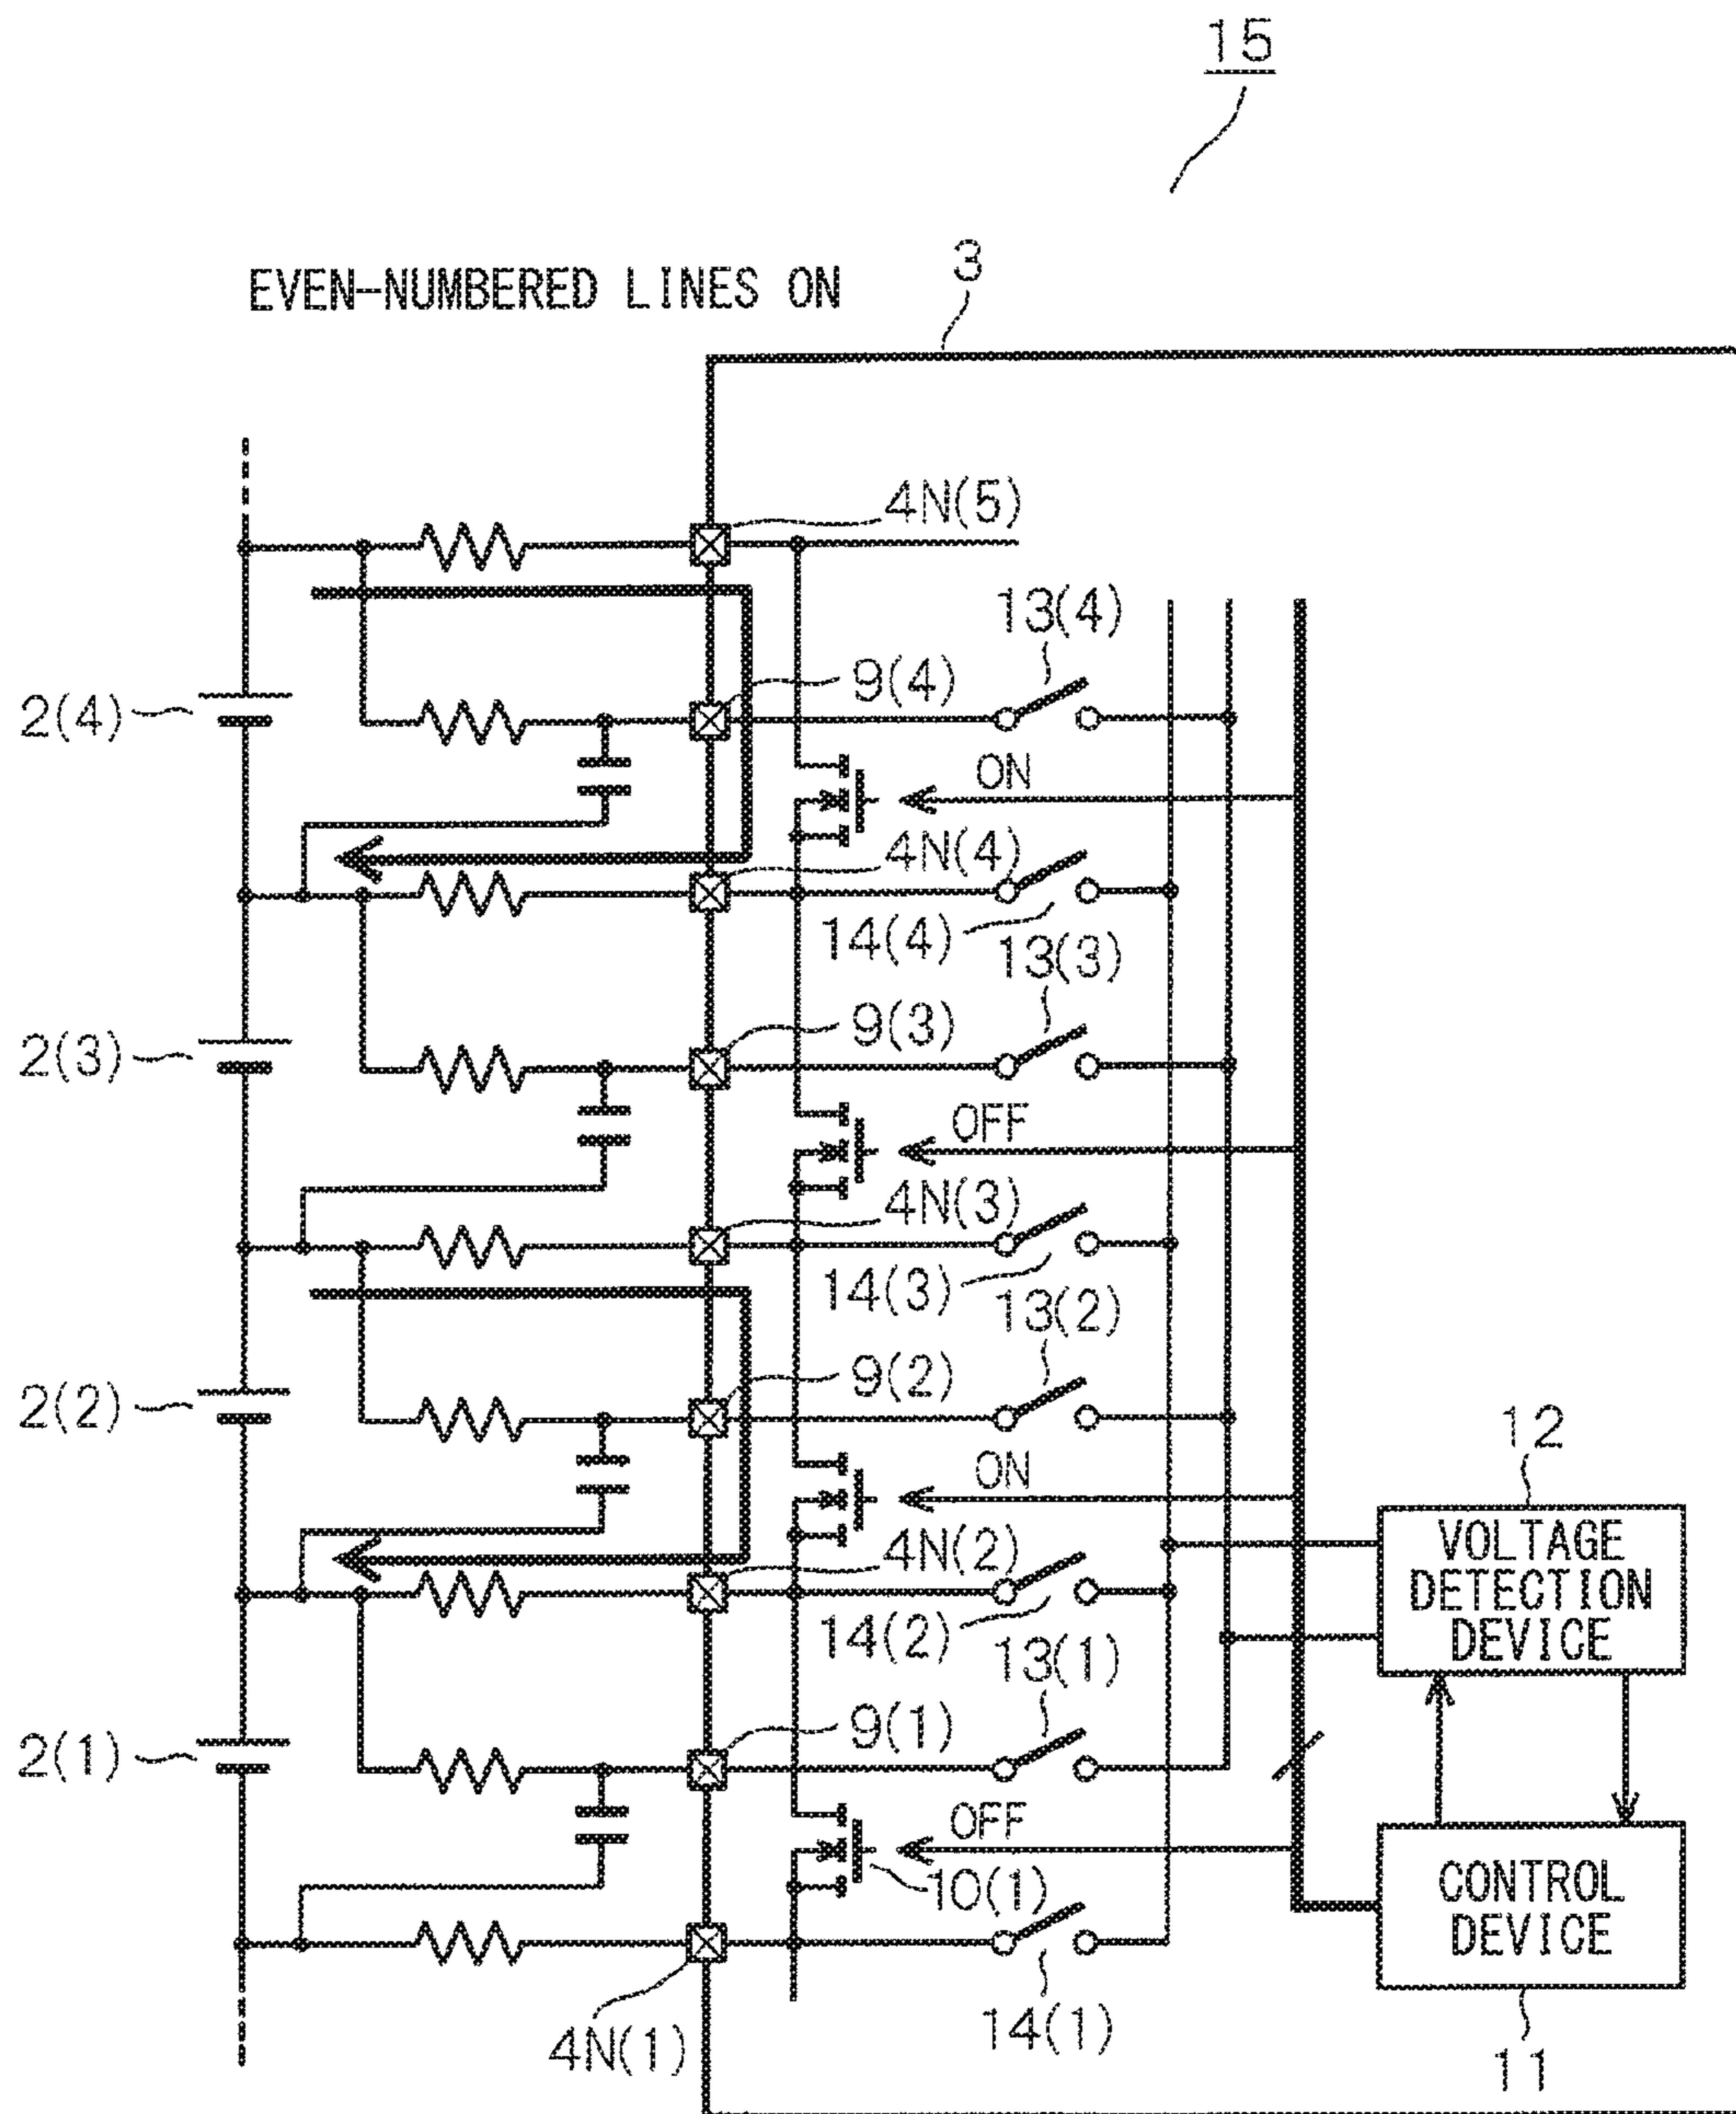 15
3
EVEN-NUMBERED LINES ON
4N(5)
13(4)
9(4)
2(4)
ON
4N(4)
14(4)
13(3)
9(3)
2(3)
OFF
4N(3)
14(3)
13(2)
9(2)
2(2)
12
ON
VOLTAGE
DETECTION
DEVICE
4N(2)
14(2)
13(1)
9(1)
2(1)
OFF
10(1)
CONTROL
DEVICE
14(1)
4N(1)
11